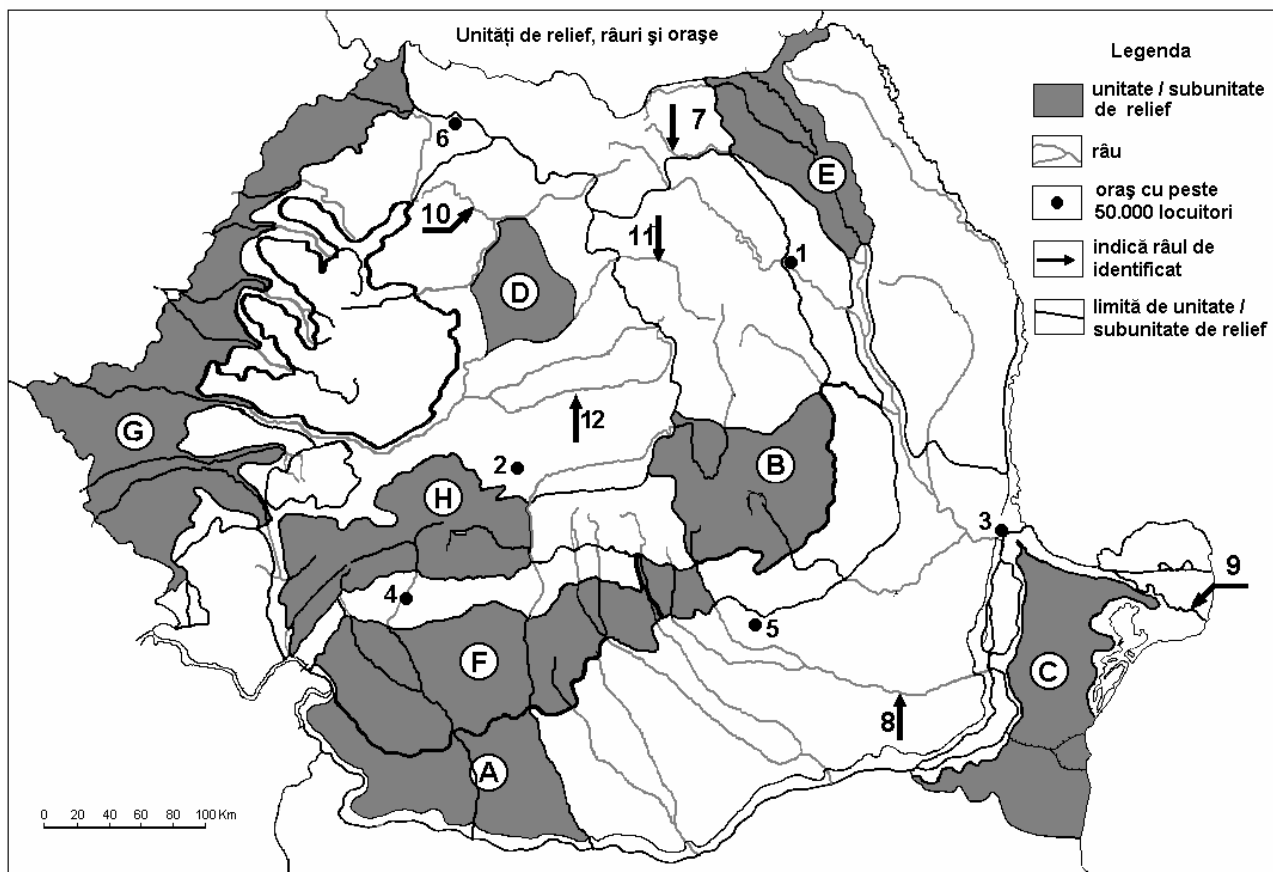 Unități de relief, râuri și orașe
Legenda
unitate / subunitate
de relief
râu
oraș cu peste
50.000 locuitori
indică râul de
identificat
limită de unitate /
subunitate de relief
7
6
E
10
11
1
D
G
12
B
2
H
3
9
4
5
F
C
8
A
0 20 40 60 80 100 Km